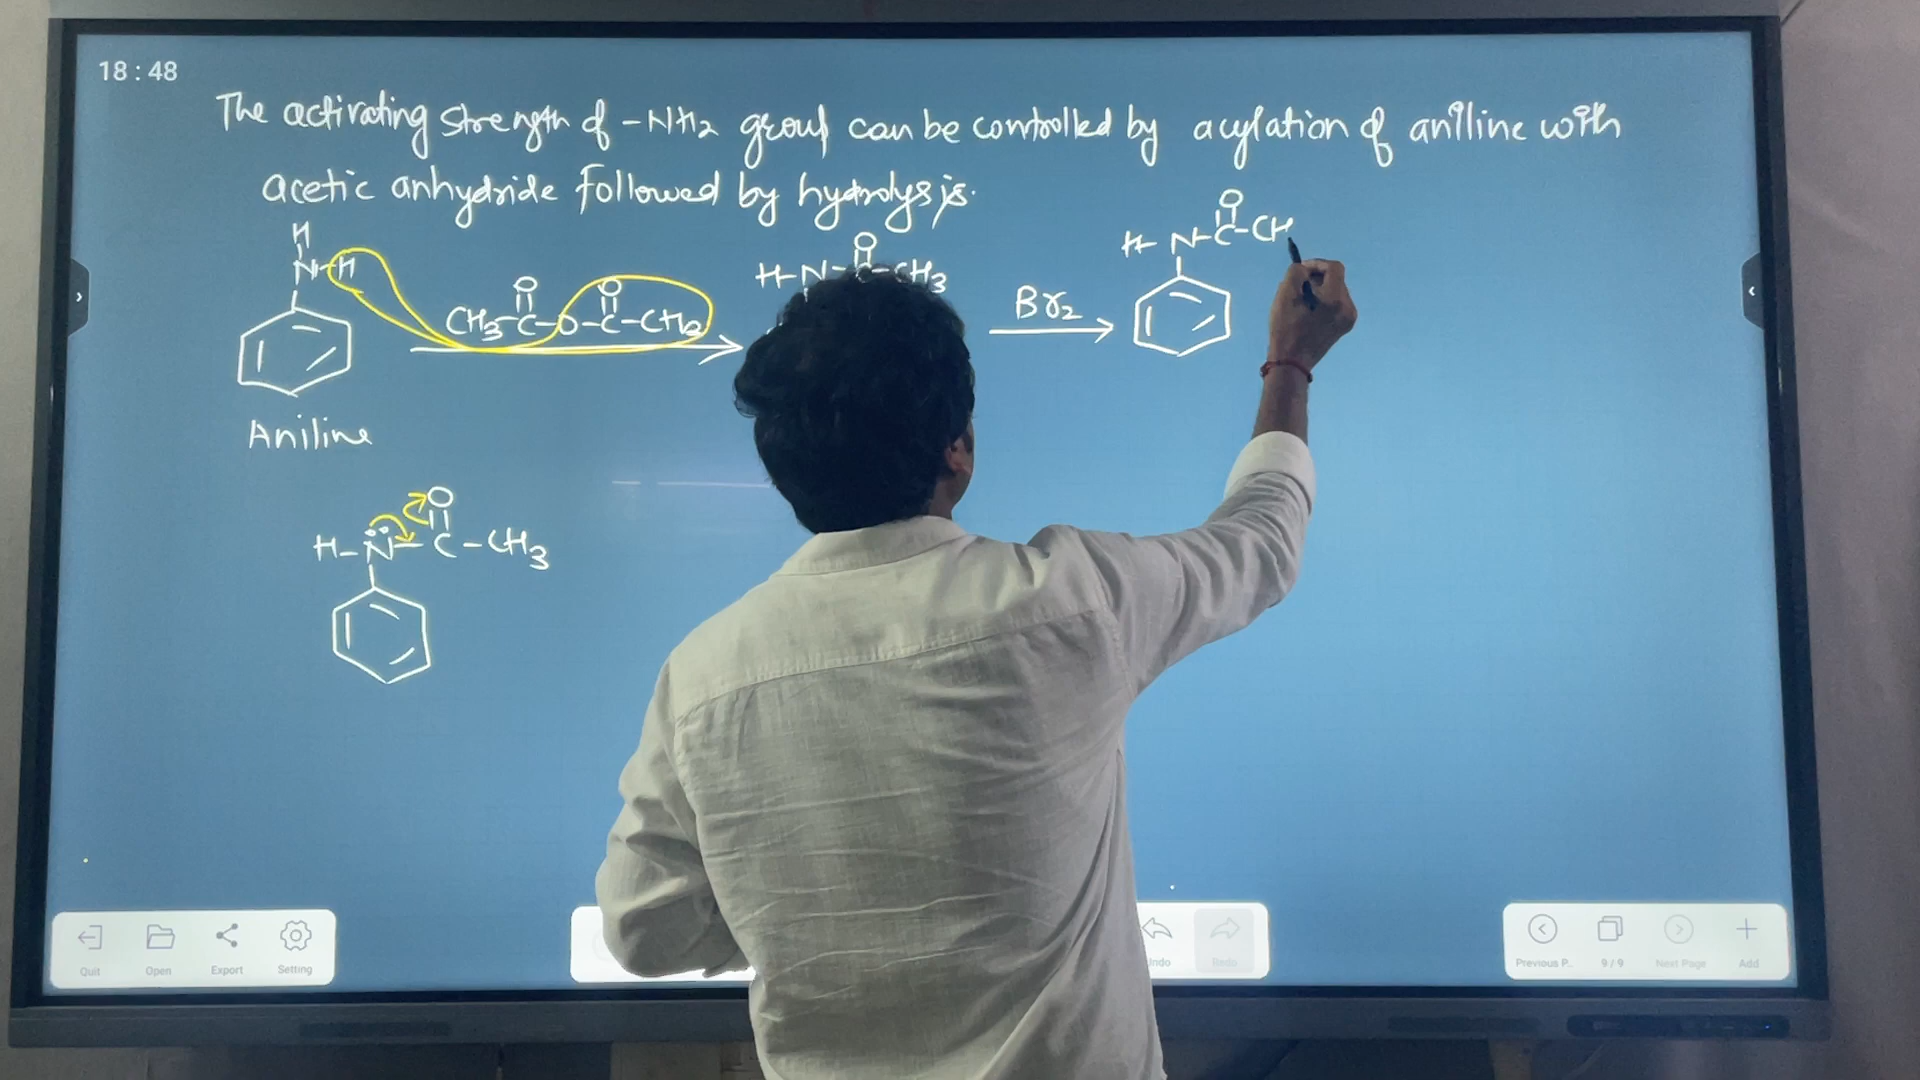 18:48
The activating strength of -NH2 group can be controlled by acylation of aniline with
acetic anhydride followed by hydrolysis.
H
N-H
O O
CH3-C-O-C-CH3
O
H-N-C-CH3
Br2
O
H-N-C-CH
Aniline
O
H-N-C-CH3
Quit Open Export Setting
Undo Redo
Previous P.. 9/9 Next Page Add